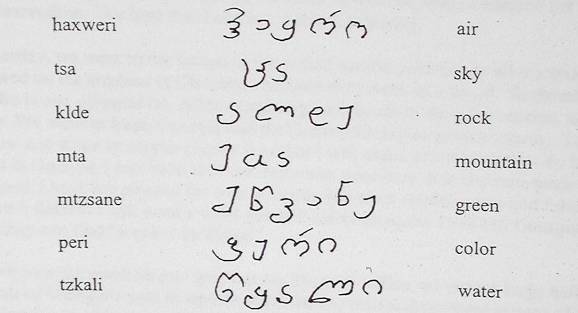 haxweri air
tsa ცა sky
klde კლდე rock
mta მთა mountain
mtzsane მწვანე green
peri ფერი color
tzkali წყალი water